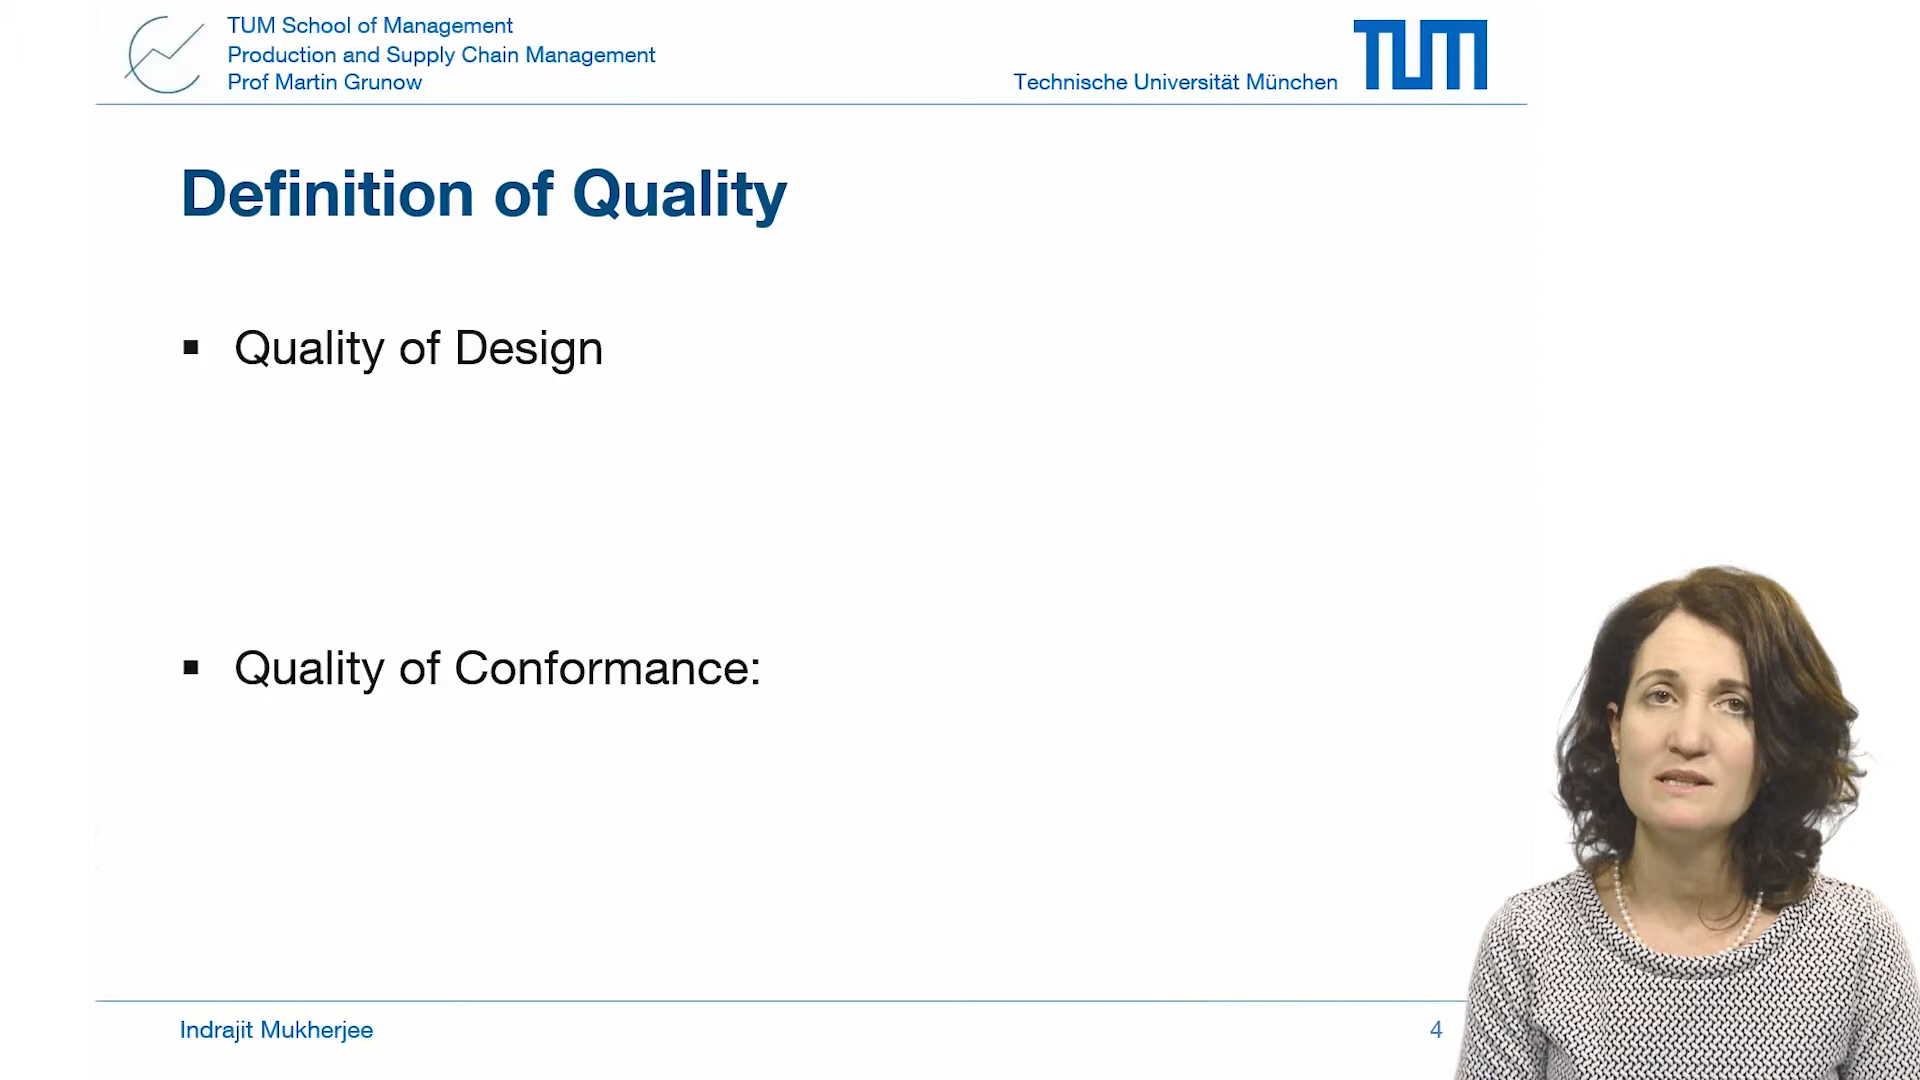 TUM School of Management
Production and Supply Chain Management
Prof Martin Grunow
Technische Universität München
TUM
Definition of Quality
▪ Quality of Design
▪ Quality of Conformance:
Indrajit Mukherjee
4